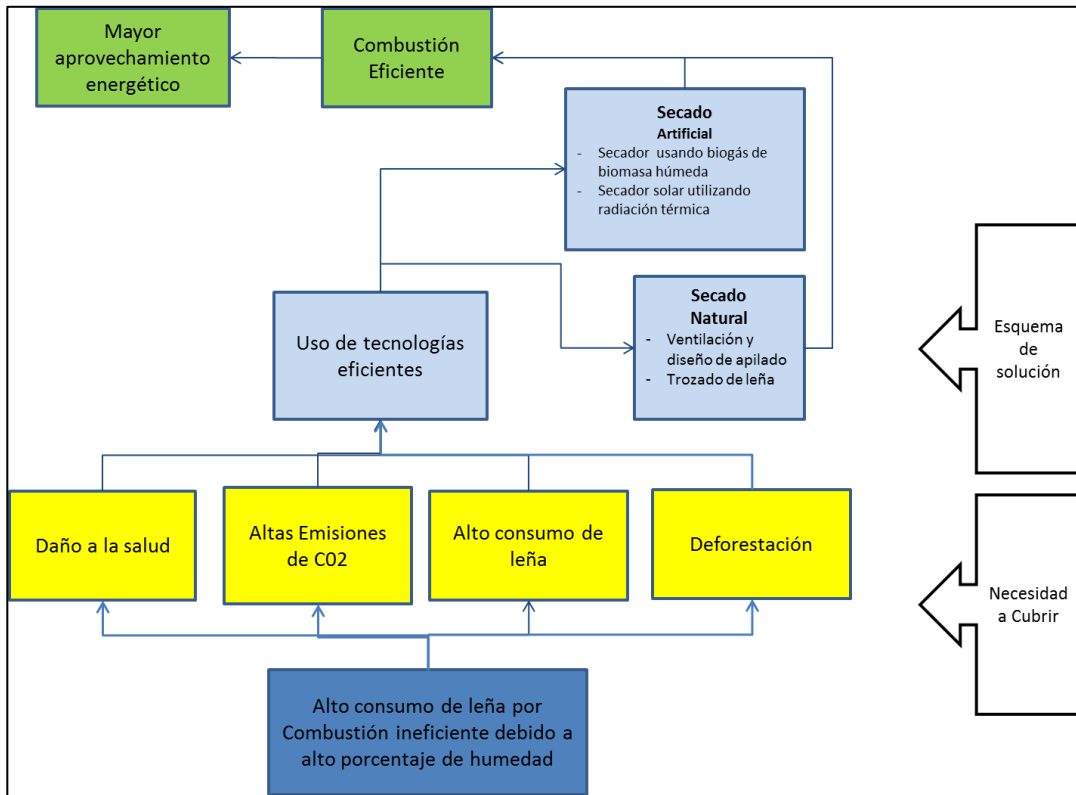 Mayor
aprovechamiento
energético
Combustión
Eficiente
Secado
Artificial
- Secador usando biogás de
biomasa húmeda
- Secador solar utilizando
radiación térmica
Secado
Natural
- Ventilación y
diseño de apilado
- Trozado de leña
Uso de tecnologías
eficientes
Esquema
de
solución
Daño a la salud
Altas Emisiones
de C02
Alto consumo de
leña
Deforestación
Necesidad
a Cubrir
Alto consumo de leña por
Combustión ineficiente debido a
alto porcentaje de humedad